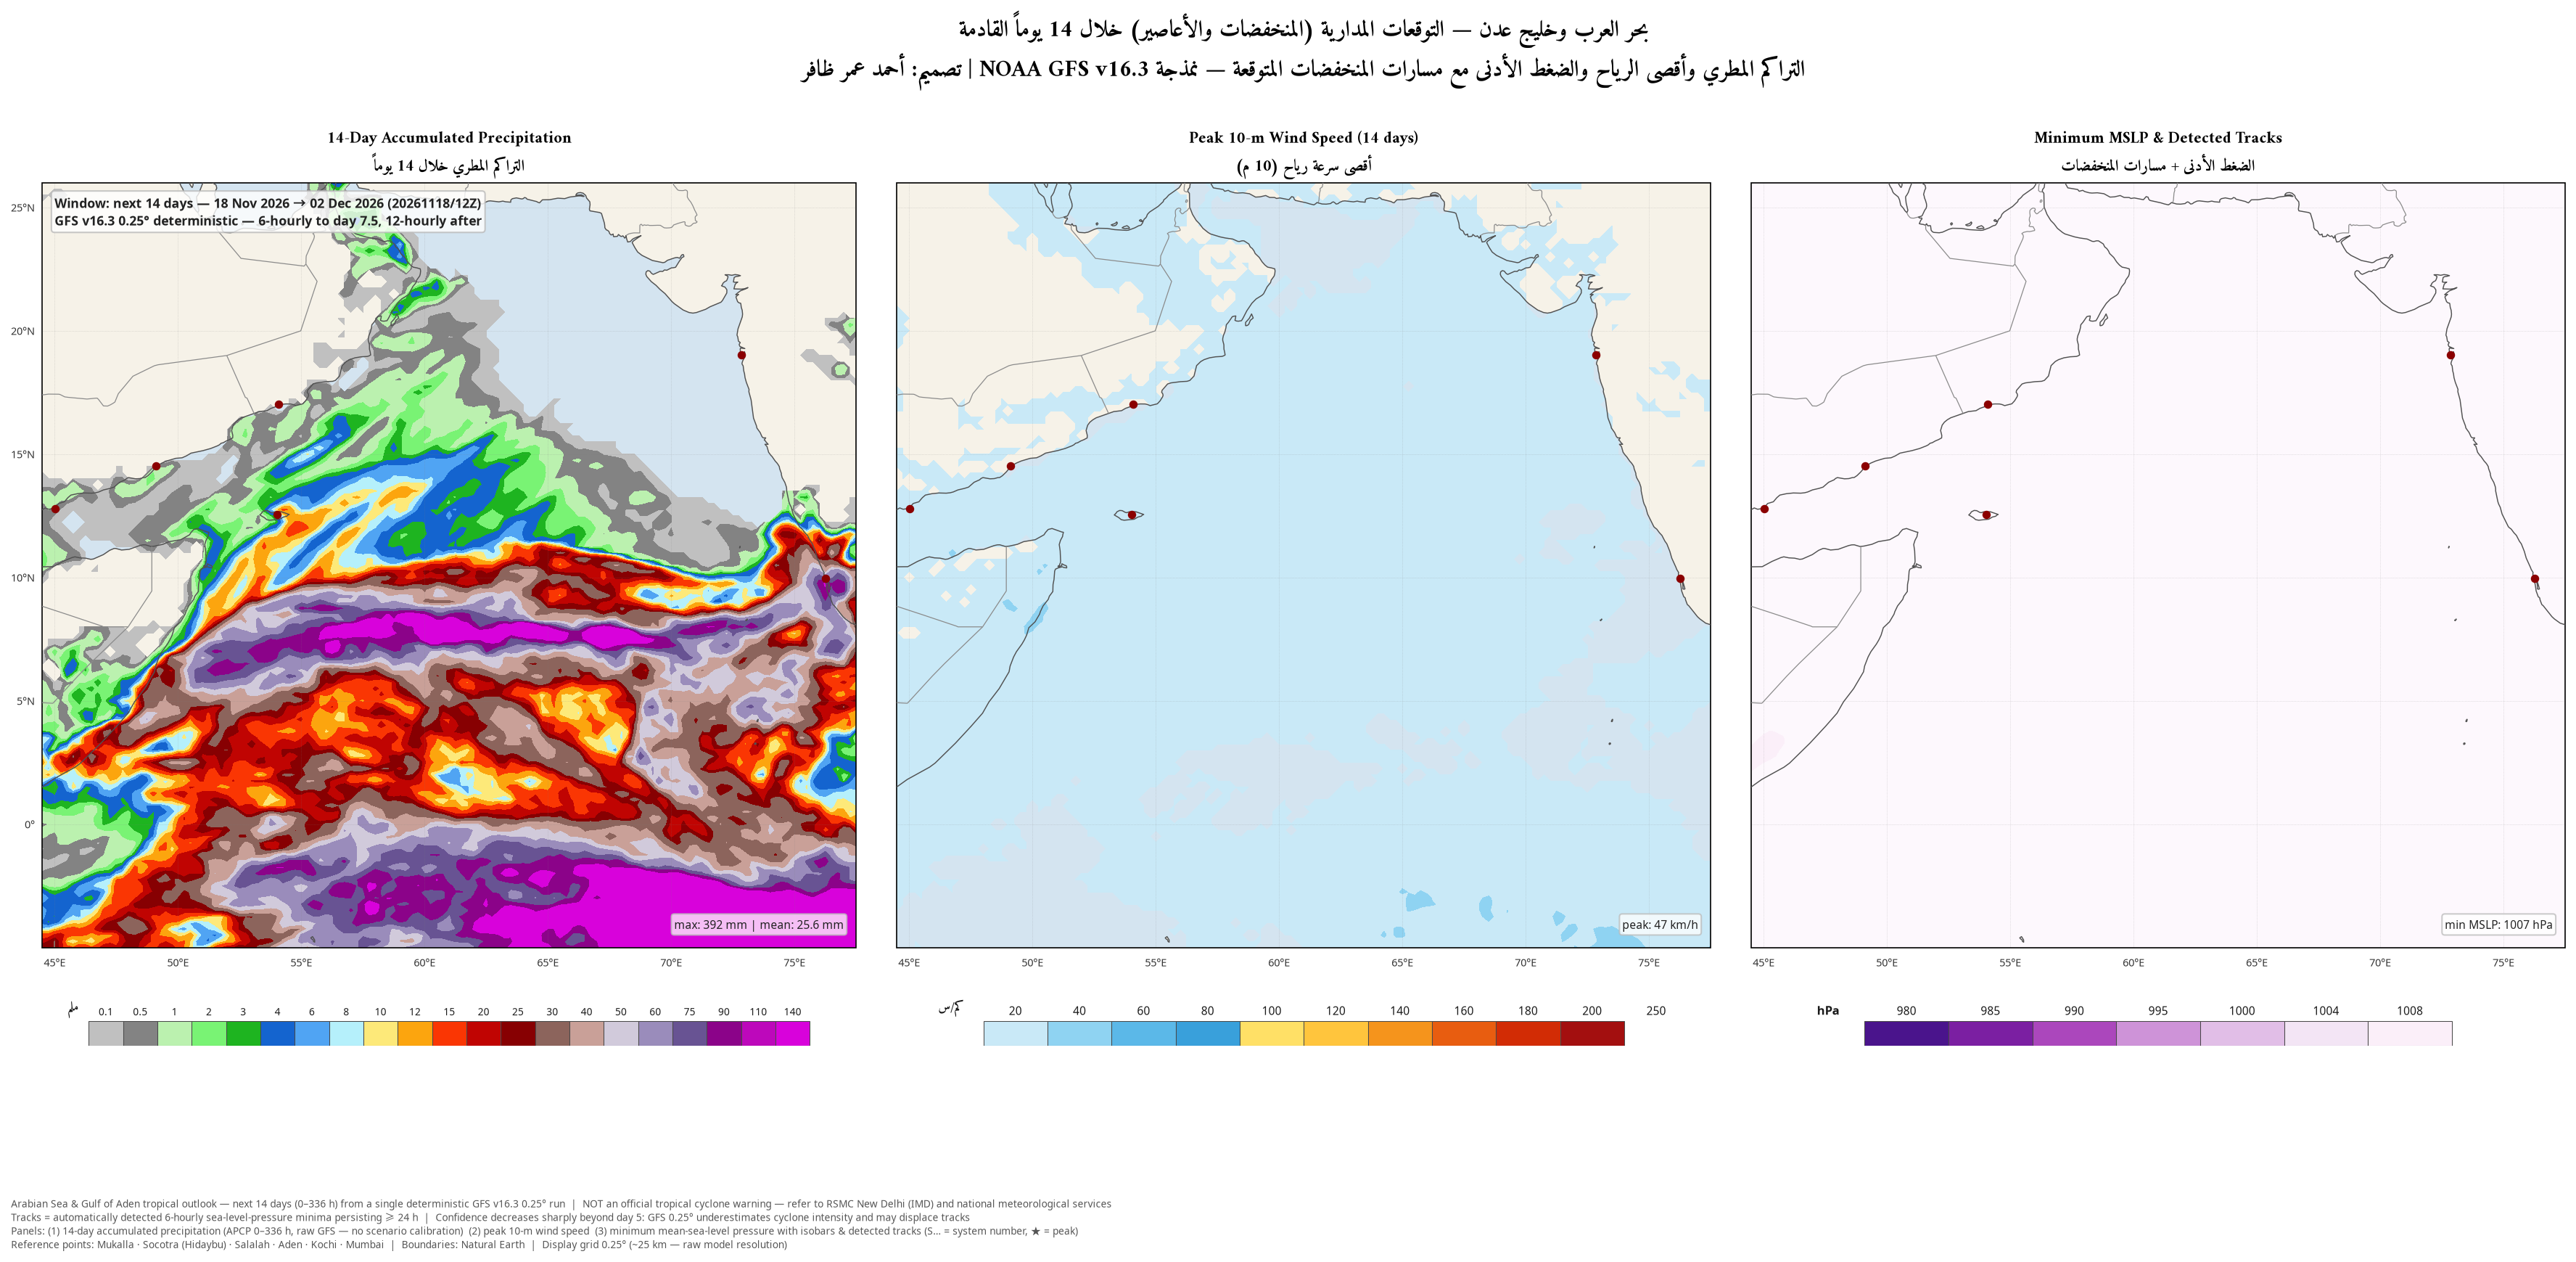 بحر العرب وخليج عدن — التوقعات المدارية (المنخفضات والأعاصير) خلال 14 يوماً القادمة
التراكم المطري وأقصى الرياح والضغط الأدنى مع مسارات المنخفضات المتوقعة — نمذجة NOAA GFS v16.3 | تصميم: أحمد عمر ظافر
14-Day Accumulated Precipitation
التراكم المطري خلال 14 يوماً
Window: next 14 days — 18 Nov 2026 → 02 Dec 2026 (20261118/12Z)
GFS v16.3 0.25° deterministic — 6-hourly to day 7.5, 12-hourly after
25°N
20°N
15°N
10°N
5°N
0°
max: 392 mm | mean: 25.6 mm
45°E 50°E 55°E 60°E 65°E 70°E 75°E
ملم 0.1 0.5 1 2 3 4 6 8 10 12 15 20 25 30 40 50 60 75 90 110 140
Peak 10-m Wind Speed (14 days)
أقصى سرعة رياح (10 م)
peak: 47 km/h
45°E 50°E 55°E 60°E 65°E 70°E 75°E
كم/س 20 40 60 80 100 120 140 160 180 200 250
Minimum MSLP & Detected Tracks
الضغط الأدنى + مسارات المنخفضات
min MSLP: 1007 hPa
45°E 50°E 55°E 60°E 65°E 70°E 75°E
hPa 980 985 990 995 1000 1004 1008
Arabian Sea & Gulf of Aden tropical outlook — next 14 days (0–336 h) from a single deterministic GFS v16.3 0.25° run | NOT an official tropical cyclone warning — refer to RSMC New Delhi (IMD) and national meteorological services
Tracks = automatically detected 6-hourly sea-level-pressure minima persisting ⩾ 24 h | Confidence decreases sharply beyond day 5: GFS 0.25° underestimates cyclone intensity and may displace tracks
Panels: (1) 14-day accumulated precipitation (APCP 0–336 h, raw GFS — no scenario calibration) (2) peak 10-m wind speed (3) minimum mean-sea-level pressure with isobars & detected tracks (S… = system number, ★ = peak)
Reference points: Mukalla · Socotra (Hidaybu) · Salalah · Aden · Kochi · Mumbai | Boundaries: Natural Earth | Display grid 0.25° (~25 km — raw model resolution)